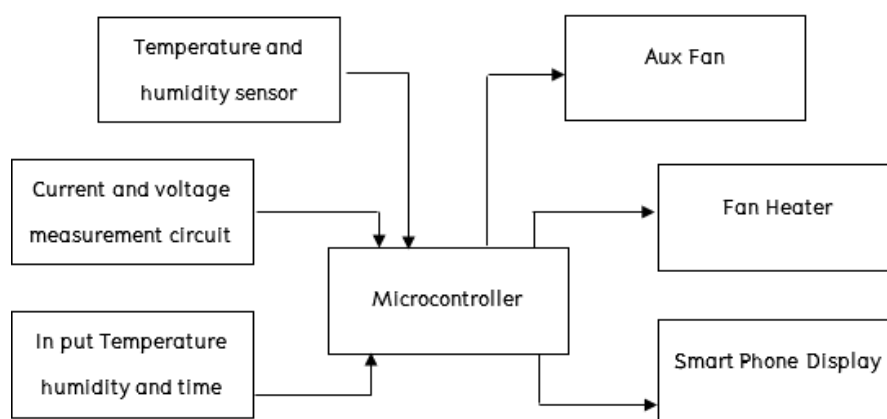 Temperature and
humidity sensor
Aux Fan
Current and voltage
measurement circuit
Fan Heater
Microcontroller
In put Temperature
humidity and time
Smart Phone Display